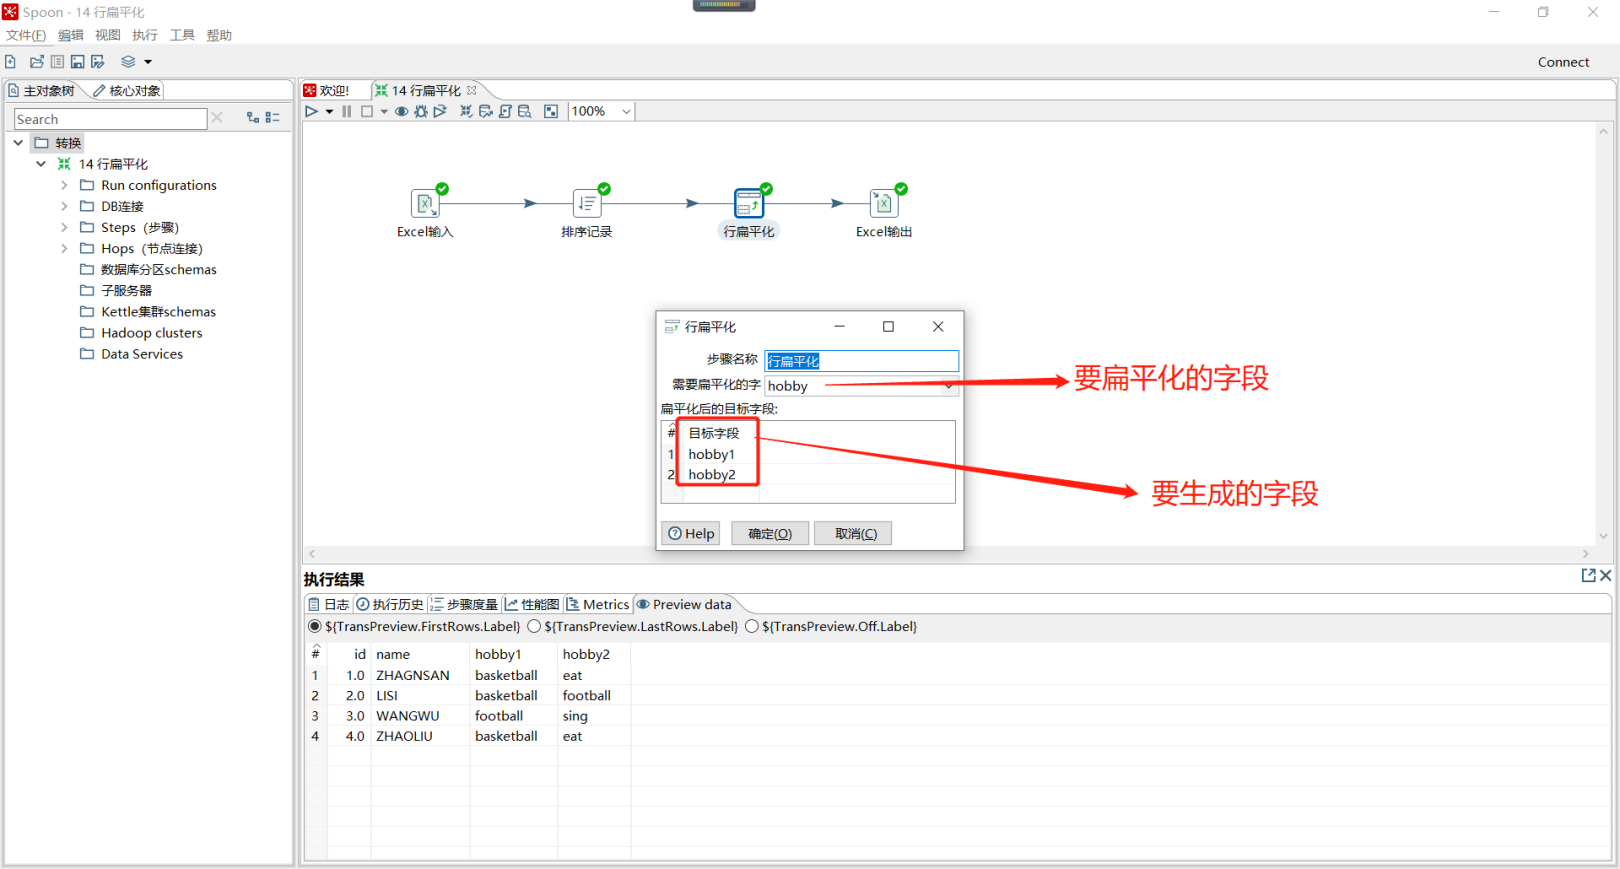 Spoon - 14 行扁平化
文件(F) 编辑 视图 执行 工具 帮助
Connect
主对象树 核心对象
Search
转换
14 行扁平化
Run configurations
DB连接
Steps（步骤）
Hops（节点连接）
数据库分区schemas
子服务器
Kettle集群schemas
Hadoop clusters
Data Services
欢迎! 14 行扁平化
100%
Excel输入 排序记录 行扁平化 Excel输出
行扁平化
步骤名称 行扁平化
需要扁平化的字 hobby
要扁平化的字段
扁平化后的目标字段:
# 目标字段
1 hobby1
2 hobby2
要生成的字段
Help 确定(O) 取消(C)
执行结果
日志 执行历史 步骤度量 性能图 Metrics Preview data
${TransPreview.FirstRows.Label} ${TransPreview.LastRows.Label} ${TransPreview.Off.Label}
# id name hobby1 hobby2
1 1.0 ZHAGNSAN basketball eat
2 2.0 LISI basketball football
3 3.0 WANGWU football sing
4 4.0 ZHAOLIU basketball eat